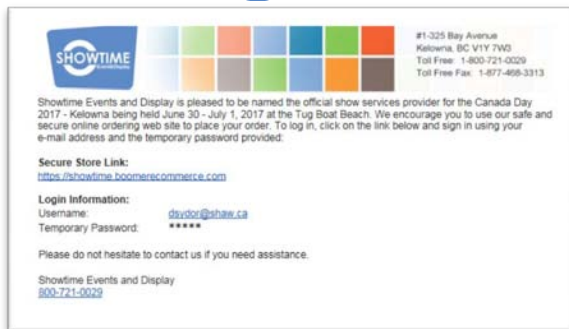 SHOWTIME
#1-325 Bay Avenue
Kelowna, BC V1Y 7W3
Toll Free: 1-800-721-0029
Toll Free Fax: 1-877-468-3313
Showtime Events and Display is pleased to be named the official show services provider for the Canada Day
2017 - Kelowna being held June 30 - July 1, 2017 at the Tug Boat Beach. We encourage you to use our safe and
secure online ordering web site to place your order. To log in, click on the link below and sign in using your
e-mail address and the temporary password provided:
Secure Store Link:
https://showtime.boomerecommerce.com
Login Information:
Username: dsydor@shaw.ca
Temporary Password: *****
Please do not hesitate to contact us if you need assistance.
Showtime Events and Display
800-721-0029